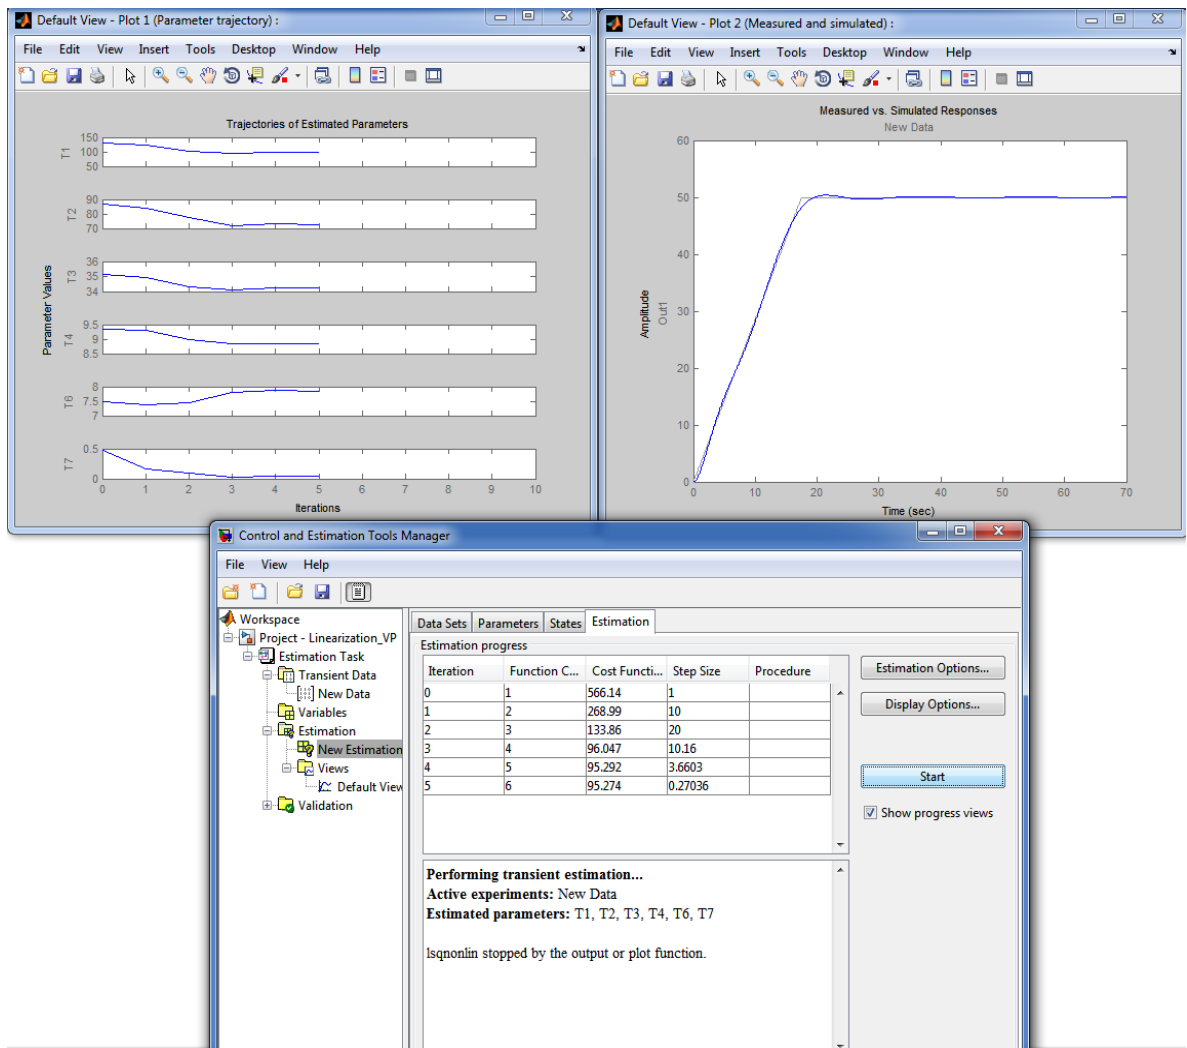 Default View - Plot 1 (Parameter trajectory) :
File Edit View Insert Tools Desktop Window Help
Trajectories of Estimated Parameters
T1
150
100
50
T2
90
80
70
T3
36
35
34
T4
9.5
9
8.5
T6
8
7.5
7
T7
0.5
0
Parameter Values
0 1 2 3 4 5 6 7 8 9 10
Iterations
Default View - Plot 2 (Measured and simulated) :
File Edit View Insert Tools Desktop Window Help
Measured vs. Simulated Responses
New Data
60
50
40
30
20
10
0
Amplitude
Out1
0 10 20 30 40 50 60 70
Time (sec)
Control and Estimation Tools Manager
File View Help
Workspace
Project - Linearization_VP
Estimation Task
Transient Data
New Data
Variables
Estimation
New Estimation
Views
Default View
Validation
Data Sets Parameters States Estimation
Estimation progress
Iteration Function C... Cost Functi... Step Size Procedure
0 1 566.14 1
1 2 268.99 10
2 3 133.86 20
3 4 96.047 10.16
4 5 95.292 3.6603
5 6 95.274 0.27036
Estimation Options...
Display Options...
Start
Show progress views
Performing transient estimation...
Active experiments: New Data
Estimated parameters: T1, T2, T3, T4, T6, T7
lsqnonlin stopped by the output or plot function.